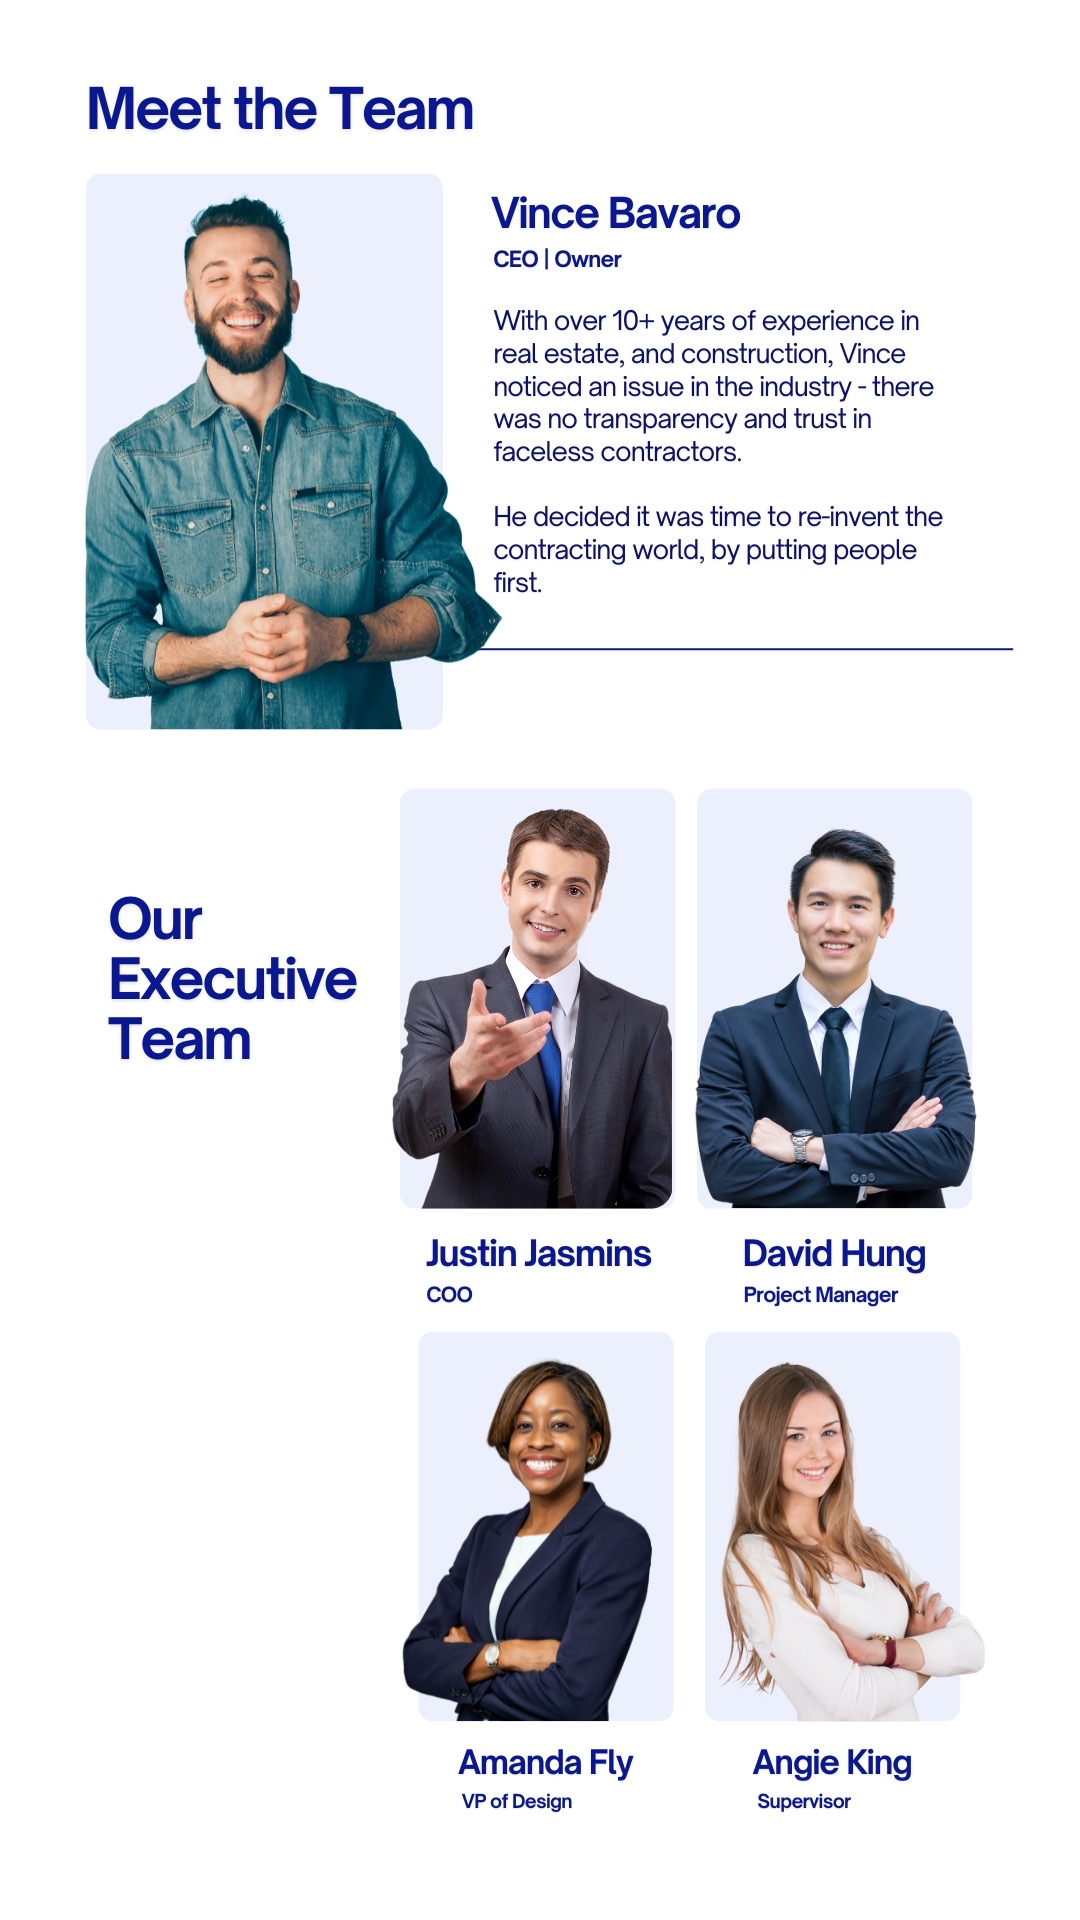 Meet the Team
Vince Bavaro
CEO | Owner
With over 10+ years of experience in
real estate, and construction, Vince
noticed an issue in the industry - there
was no transparency and trust in
faceless contractors.
He decided it was time to re-invent the
contracting world, by putting people
first.
Our
Executive
Team
Justin Jasmins
COO
David Hung
Project Manager
Amanda Fly
VP of Design
Angie King
Supervisor